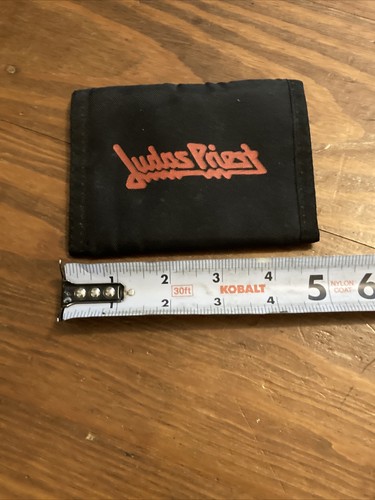 Judas Priest
1 2 3 4 5 6
30ft KOBALT NYLON COAT
2 3 4